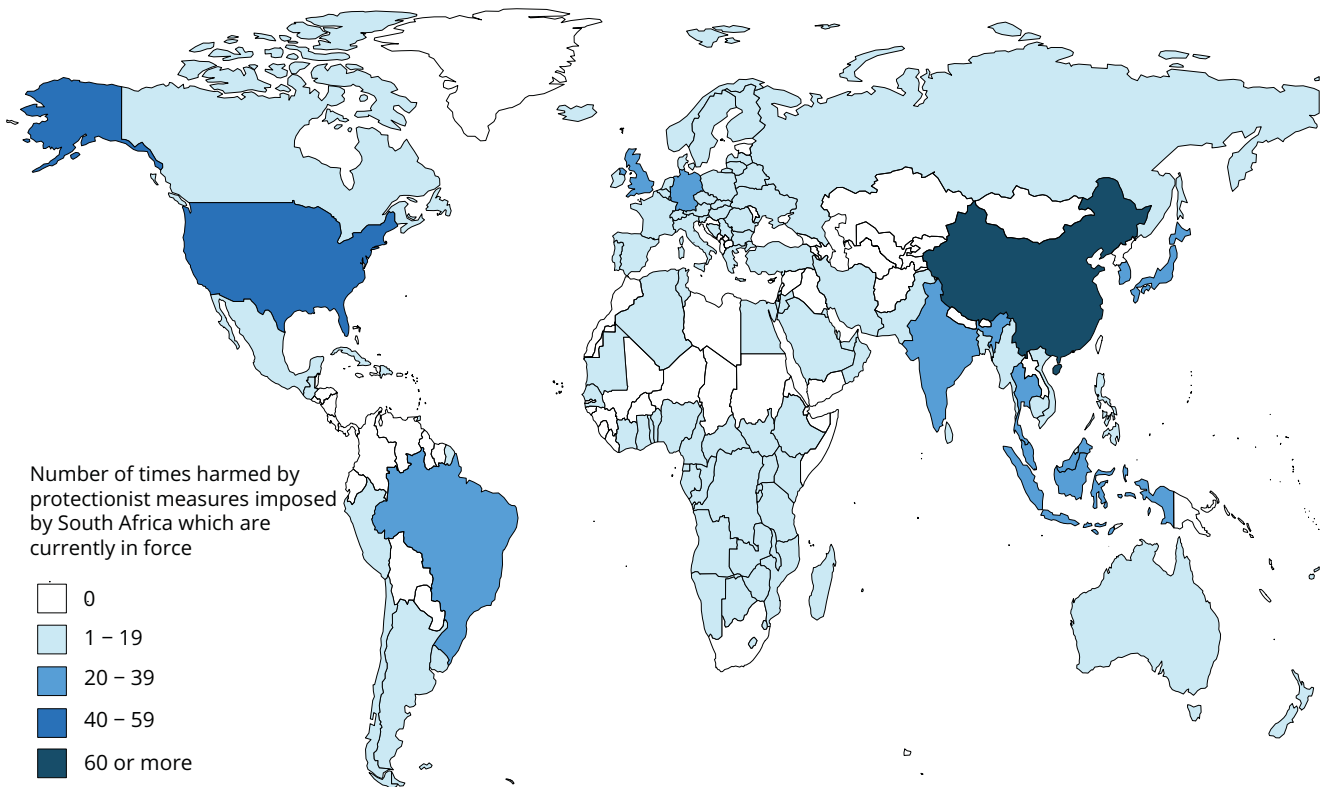 Number of times harmed by
protectionist measures imposed
by South Africa which are
currently in force
0
1 – 19
20 – 39
40 – 59
60 or more